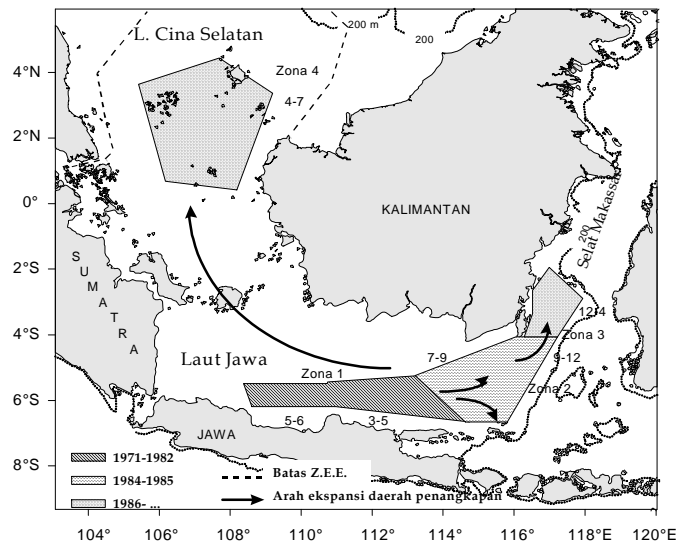 L. Cina Selatan
200 m
200
Zona 4
4-7
4°N
2°N
0°
2°S
4°S
6°S
8°S
KALIMANTAN
SUMATRA
200
Selat Makassar
12-4
Zona 3
9-12
7-9
Laut Jawa
Zona 1
Zona 2
5-6
3-5
JAWA
1971-1982
1984-1985
1986- ...
Batas Z.E.E.
Arah ekspansi daerah penangkapan
104°
106°
108°
110°
112°
114°
116°
118°E
120°E